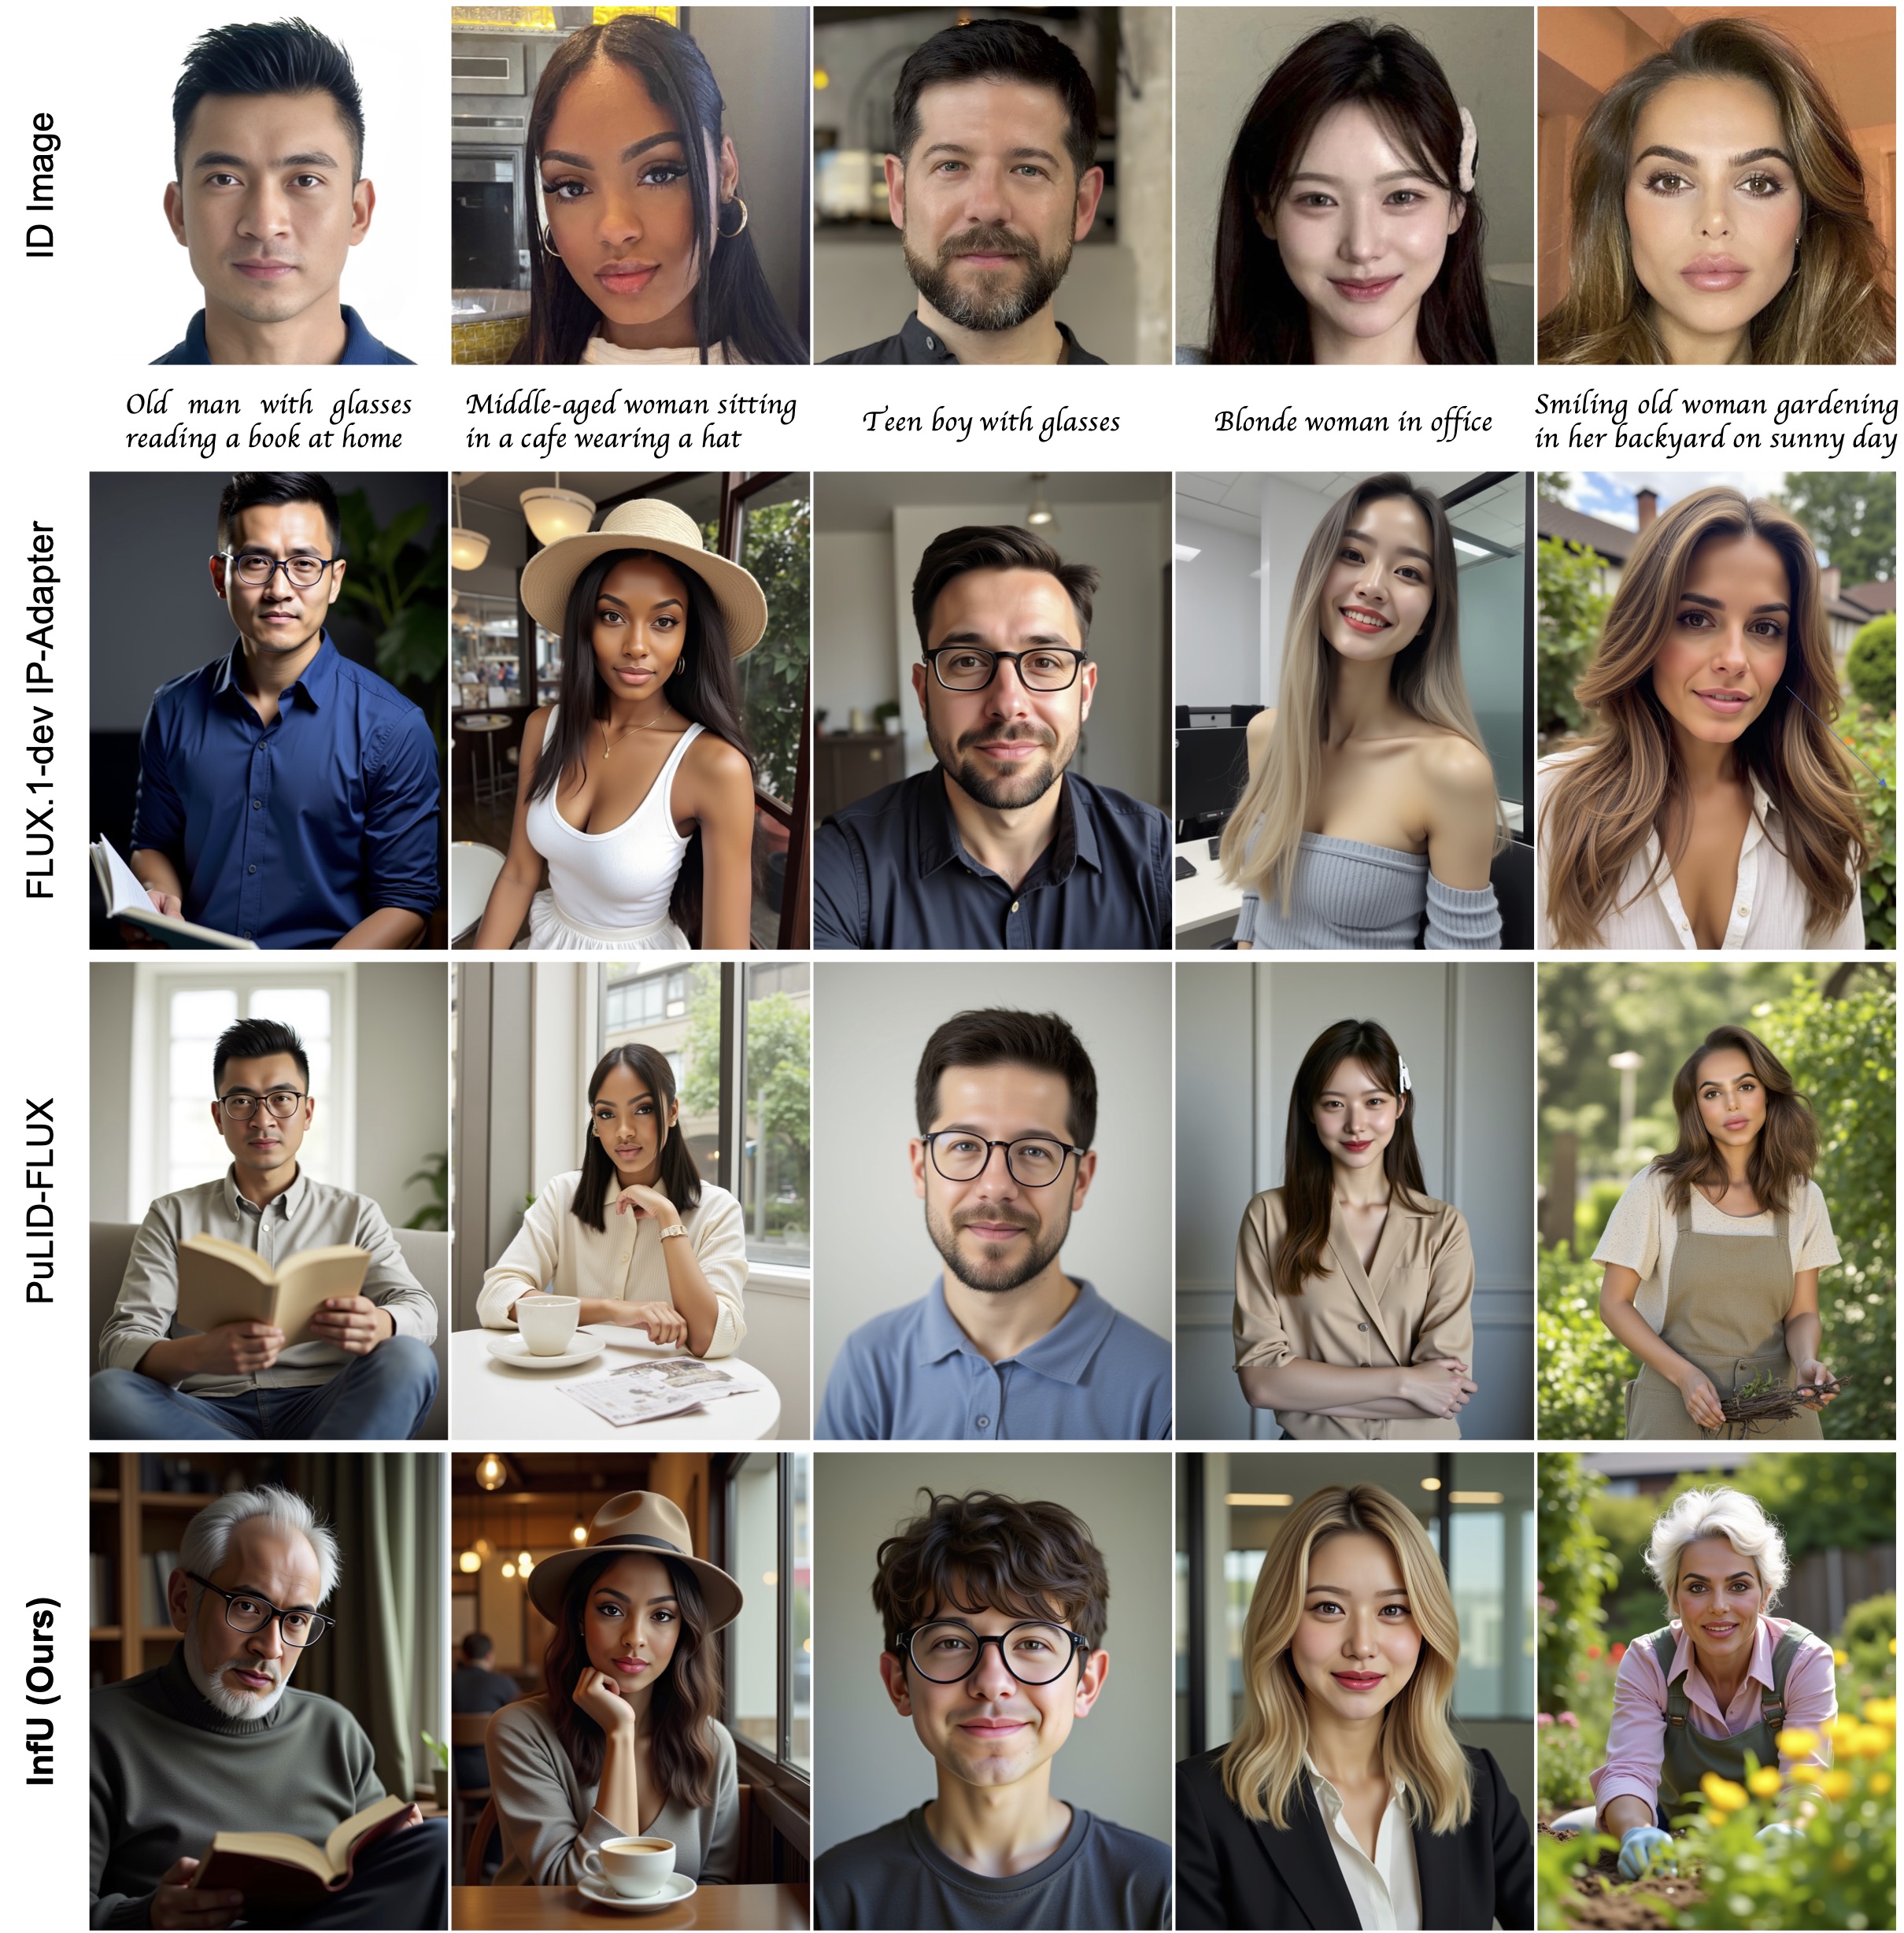 ID Image
Old man with glasses
reading a book at home
Middle-aged woman sitting
in a cafe wearing a hat
Teen boy with glasses
Blonde woman in office
Smiling old woman gardening
in her backyard on sunny day
FLUX.1-dev IP-Adapter
PuLID-FLUX
InfU (Ours)